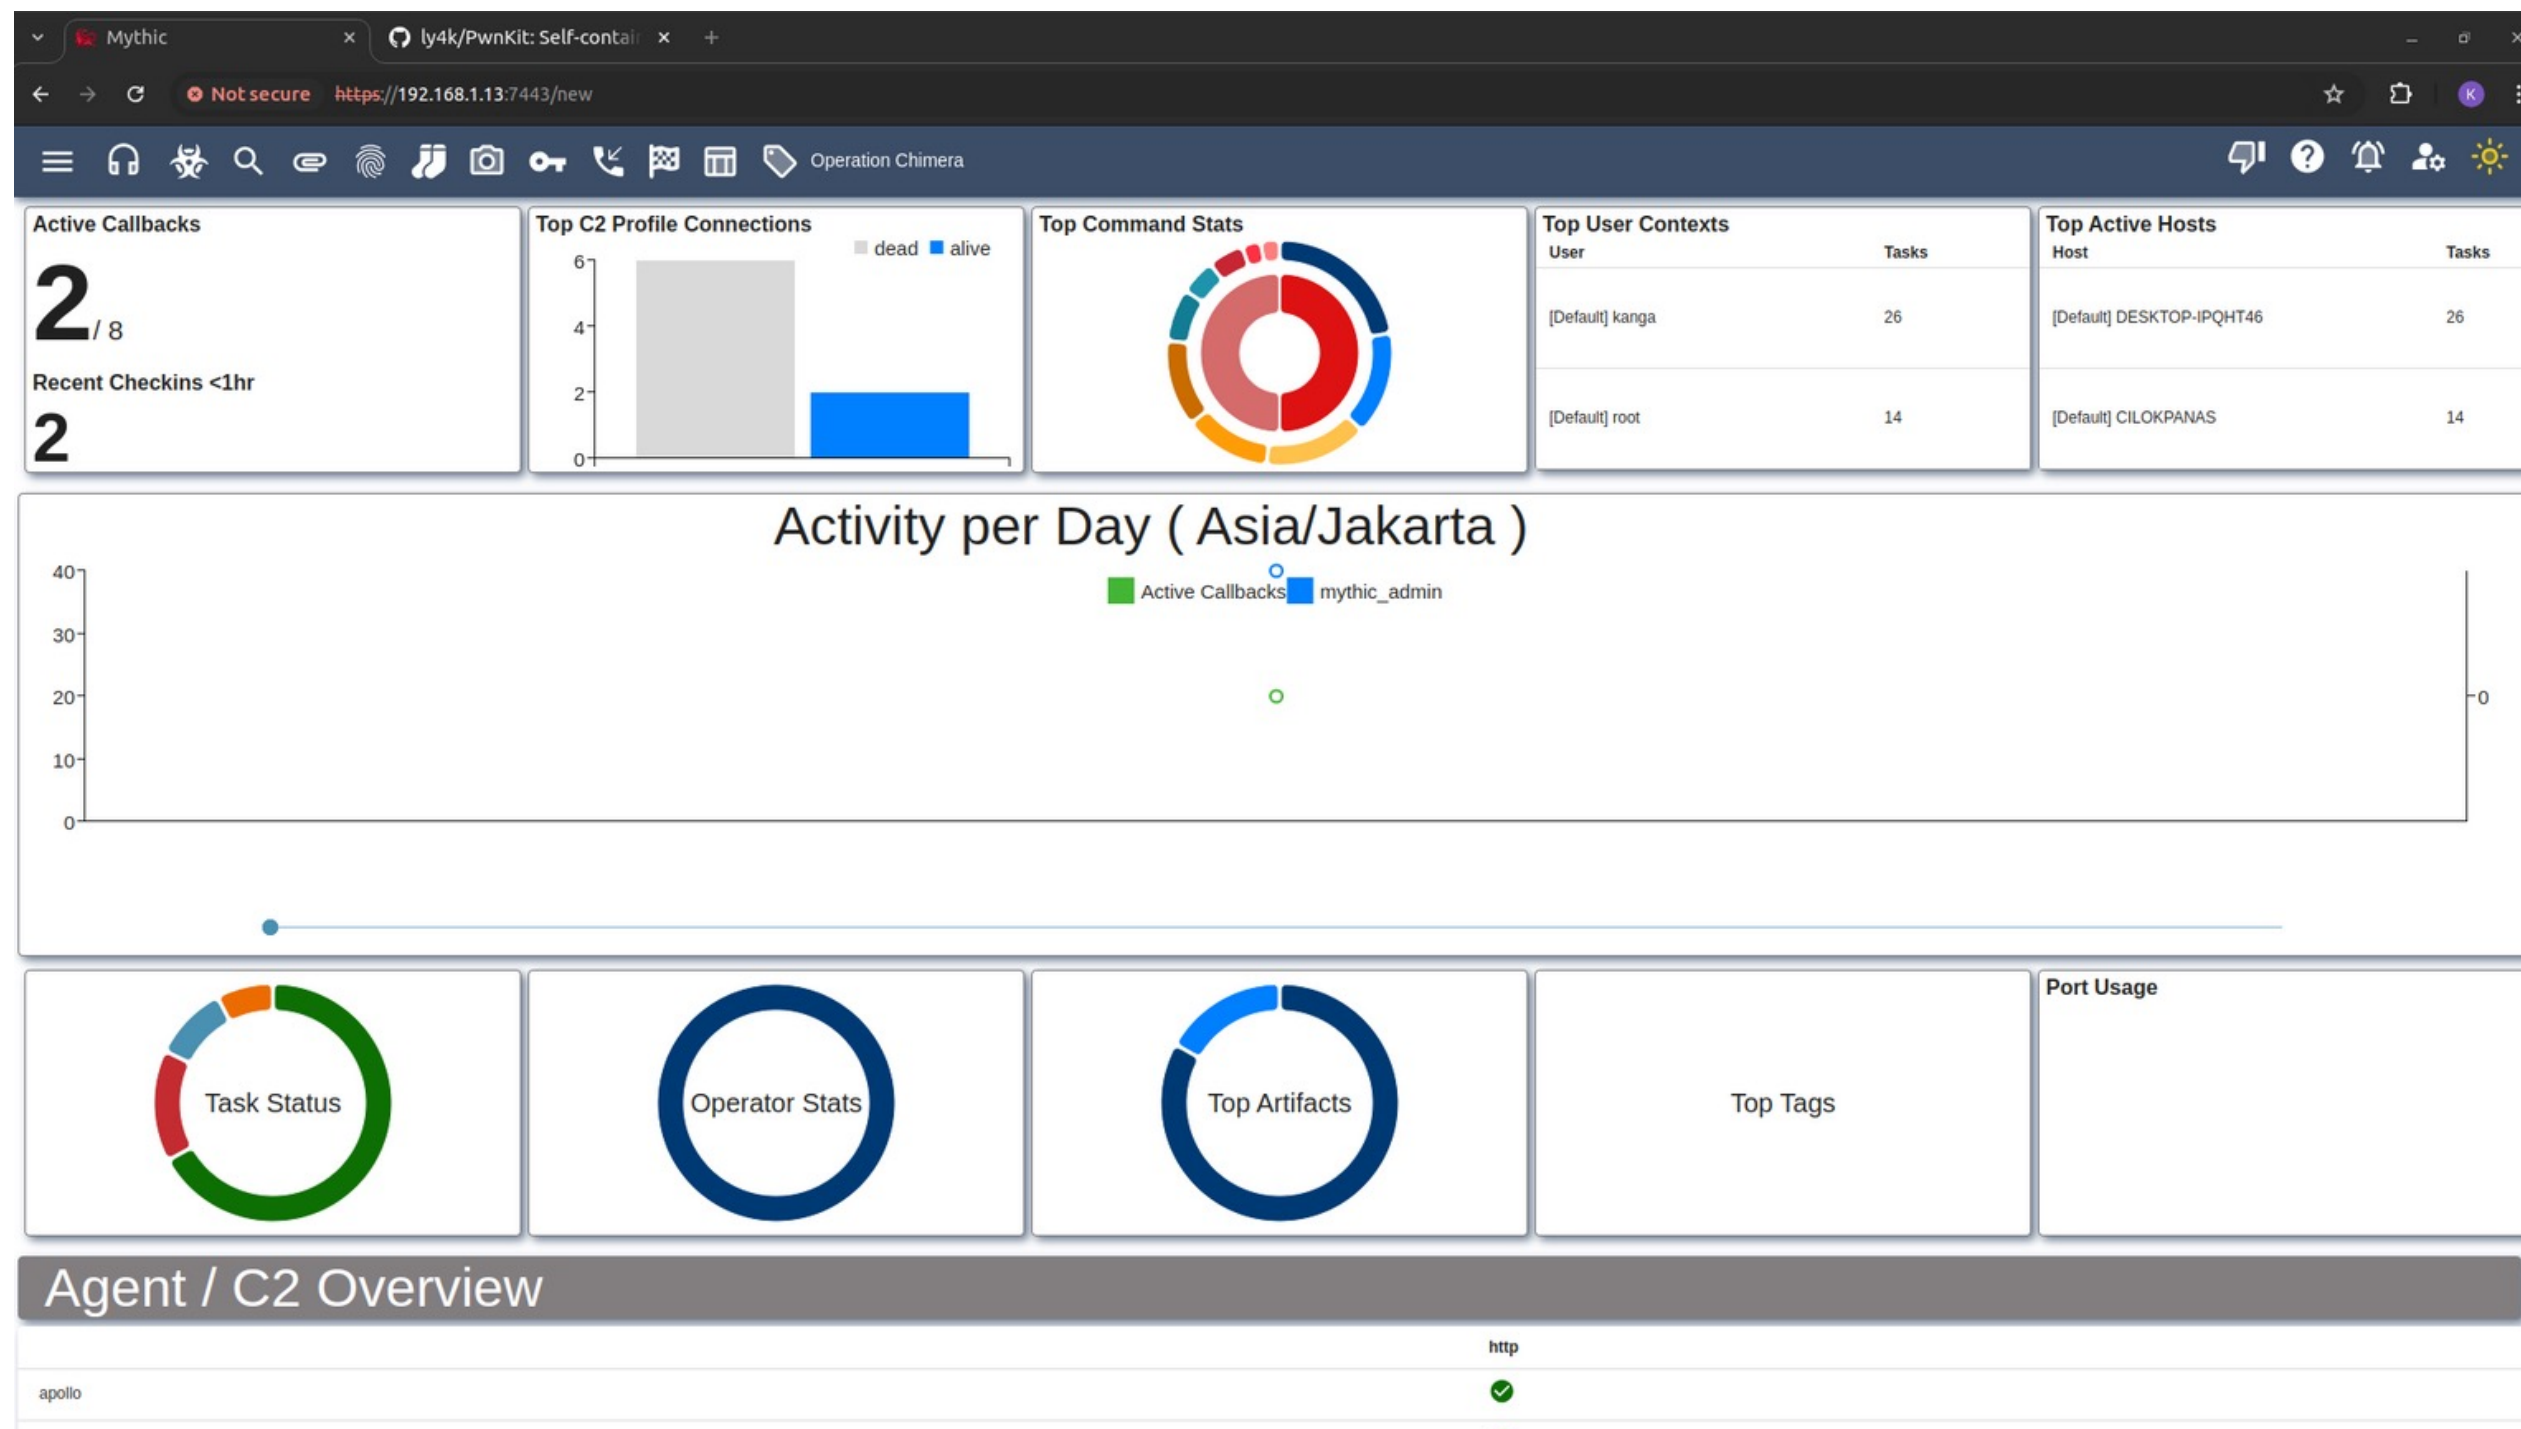 Mythic
ly4k/PwnKit: Self-contai
Not secure https://192.168.1.13:7443/new
Operation Chimera
Active Callbacks
2 / 8
Recent Checkins <1hr
2
Top C2 Profile Connections
dead alive
6
4
2
0
Top Command Stats
Top User Contexts
User Tasks
[Default] kanga 26
[Default] root 14
Top Active Hosts
Host Tasks
[Default] DESKTOP-IPQHT46 26
[Default] CILOKPANAS 14
Activity per Day ( Asia/Jakarta )
Active Callbacks mythic_admin
40
30
20
10
0
0
Task Status
Operator Stats
Top Artifacts
Top Tags
Port Usage
Agent / C2 Overview
http
apollo